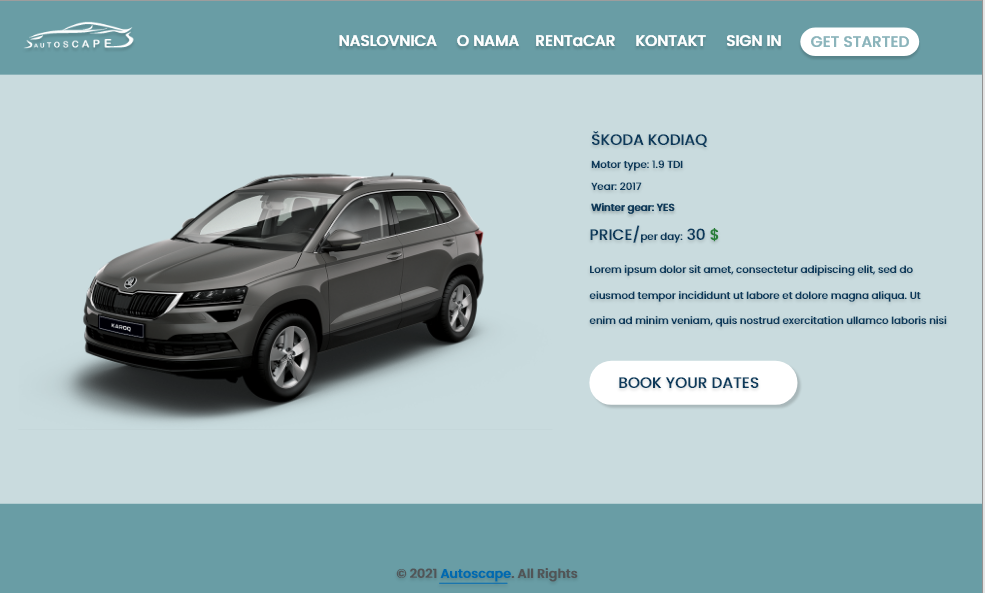 AUTOSCAPE
NASLOVNICA O NAMA RENTaCAR KONTAKT SIGN IN GET STARTED
ŠKODA KODIAQ
Motor type: 1.9 TDI
Year: 2017
Winter gear: YES
PRICE/per day: 30 $
Lorem ipsum dolor sit amet, consectetur adipiscing elit, sed do
eiusmod tempor incididunt ut labore et dolore magna aliqua. Ut
enim ad minim veniam, quis nostrud exercitation ullamco laboris nisi
KAROQ
BOOK YOUR DATES
© 2021 Autoscape. All Rights